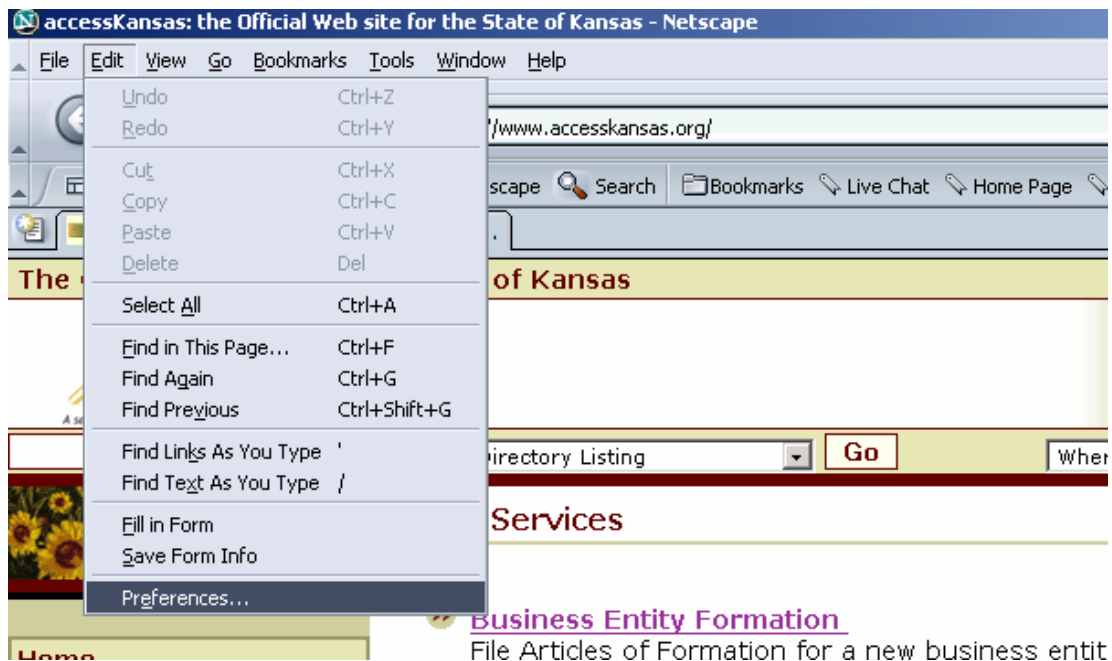 accessKansas: the Official Web site for the State of Kansas - Netscape
File Edit View Go Bookmarks Tools Window Help
Undo Ctrl+Z
Redo Ctrl+Y
/www.accesskansas.org/
Cut Ctrl+X
scape Search Bookmarks Live Chat Home Page
Copy Ctrl+C
Paste Ctrl+V
.
Delete Del
The of Kansas
Select All Ctrl+A
Find in This Page... Ctrl+F
Find Again Ctrl+G
Find Previous Ctrl+Shift+G
A se
Find Links As You Type '
irectory Listing Go Wher
Find Text As You Type /
Fill in Form
Services
Save Form Info
Preferences...
Business Entity Formation
File Articles of Formation for a new business entit
Home